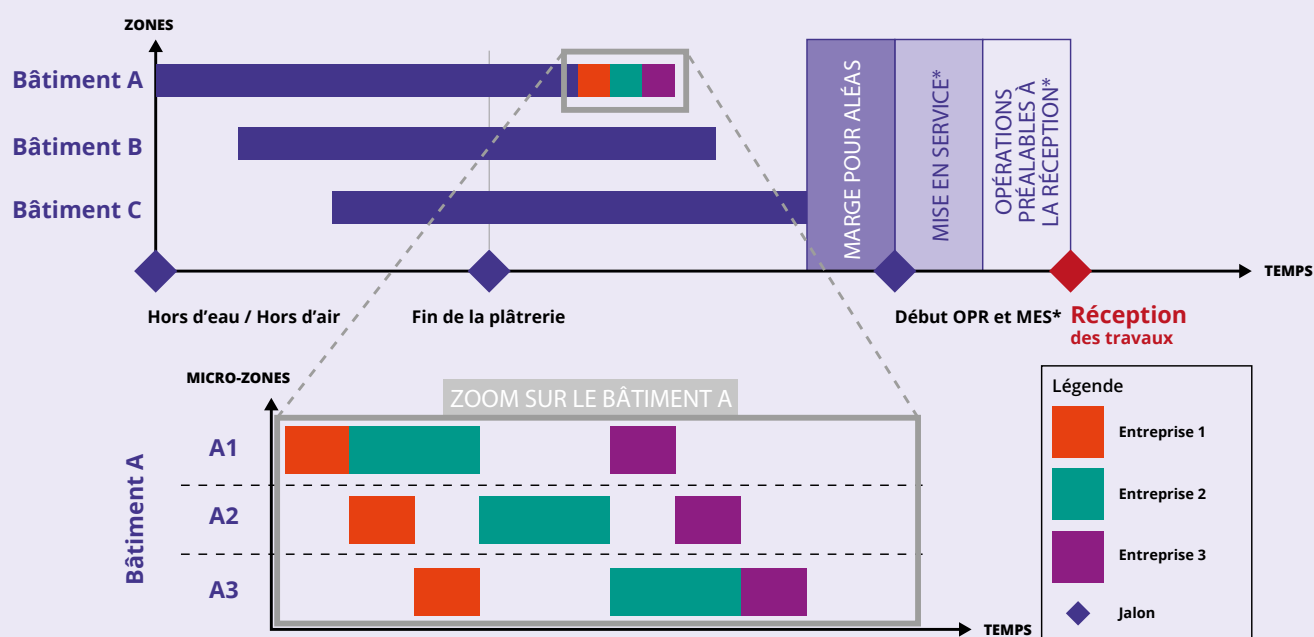 ZONES
Bâtiment A
Bâtiment B
Bâtiment C
MARGE POUR ALÉAS
MISE EN SERVICE*
OPÉRATIONS
PRÉALABLES À
LA RÉCEPTION*
TEMPS
Hors d'eau / Hors d'air
Fin de la plâtrerie
Début OPR et MES*
Réception
des travaux
MICRO-ZONES
ZOOM SUR LE BÂTIMENT A
Bâtiment A
A1
A2
A3
TEMPS
Légende
Entreprise 1
Entreprise 2
Entreprise 3
Jalon